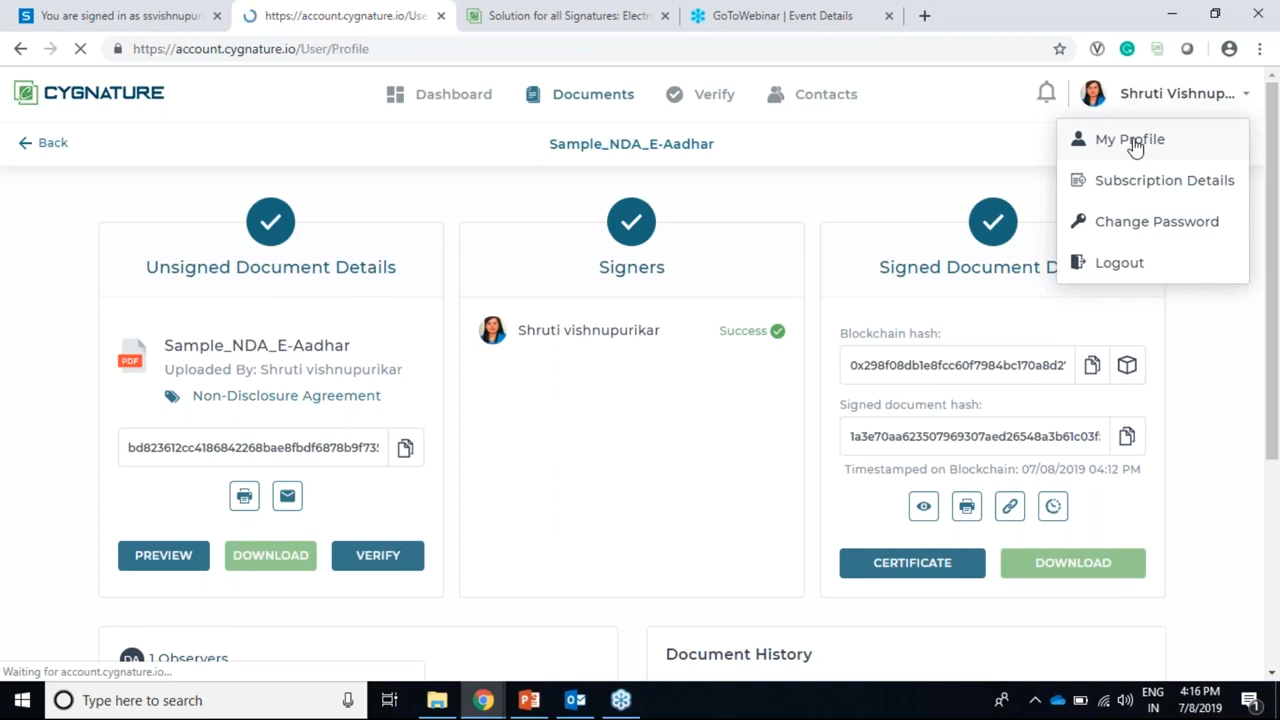 S You are signed in as ssvishnupuri
https://account.cygnature.io/Use
Solution for all Signatures: Electr
GoToWebinar | Event Details
https://account.cygnature.io/User/Profile
CYGNATURE
Dashboard
Documents
Verify
Contacts
Shruti Vishnup...
Back
Sample_NDA_E-Aadhar
My Profile
Subscription Details
Change Password
Logout
Unsigned Document Details
Signers
Signed Document D
PDF
Sample_NDA_E-Aadhar
Uploaded By: Shruti vishnupurikar
Non-Disclosure Agreement
bd823612cc4186842268bae8fbdf6878b9f735
PREVIEW
DOWNLOAD
VERIFY
Shruti vishnupurikar
Success
Blockchain hash:
0x298f08db1e8fcc60f7984bc170a8d2
Signed document hash:
1a3e70aa623507969307aed26548a3b61c03f
Timestamped on Blockchain: 07/08/2019 04:12 PM
CERTIFICATE
DOWNLOAD
DA 1 Observers
Document History
Waiting for account.cygnature.io...
Type here to search
ENG
IN
4:16 PM
7/8/2019
1